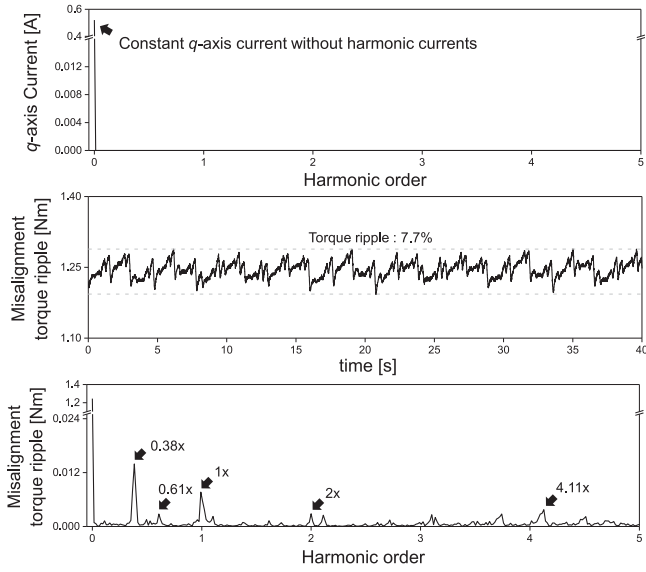 q-axis Current [A]
0.6
0.4
0.012
0.008
0.004
0.000
Constant q-axis current without harmonic currents
0 1 2 3 4 5
Harmonic order
Misalignment
torque ripple [Nm]
1.40
1.25
1.10
Torque ripple : 7.7%
0 5 10 15 20 25 30 35 40
time [s]
Misalignment
torque ripple [Nm]
1.4
1.2
0.024
0.012
0.000
0.38x
0.61x
1x
2x
4.11x
0 1 2 3 4 5
Harmonic order